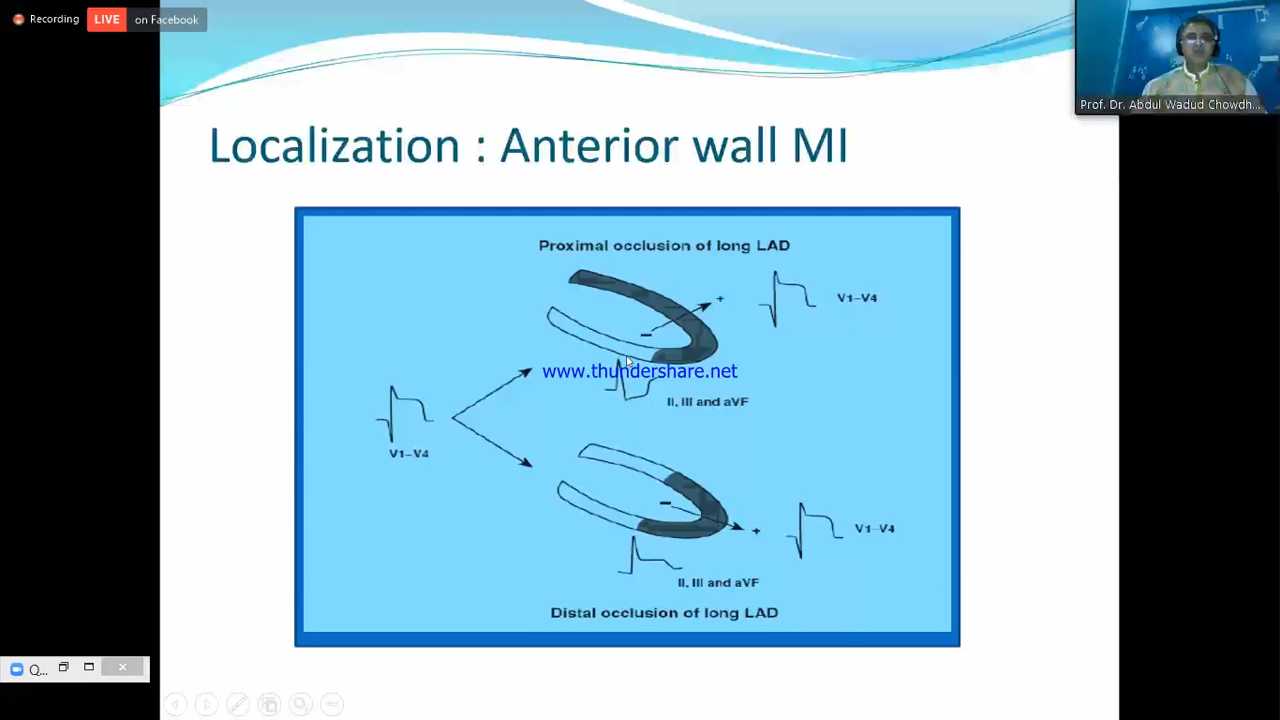 Recording
LIVE on Facebook
Prof. Dr. Abdul Wadud Chowdh...
Localization : Anterior wall MI
Proximal occlusion of long LAD
+
V1–V4
–
www.thundershare.net
II, III and aVF
V1–V4
–
+
V1–V4
II, III and aVF
Distal occlusion of long LAD
Q...